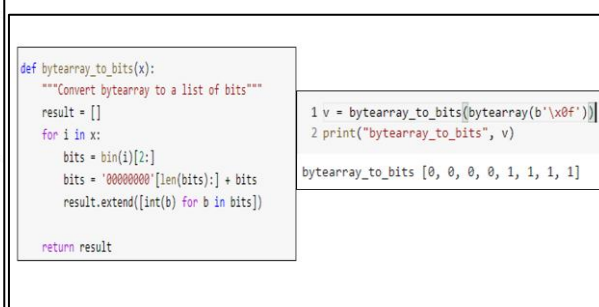 def bytearray_to_bits(x):
"""Convert bytearray to a list of bits"""
result = []
for i in x:
bits = bin(i)[2:]
bits = '00000000'[len(bits):] + bits
result.extend([int(b) for b in bits])
return result
1 v = bytearray_to_bits(bytearray(b'\x0f'))
2 print("bytearray_to_bits", v)
bytearray_to_bits [0, 0, 0, 0, 1, 1, 1, 1]